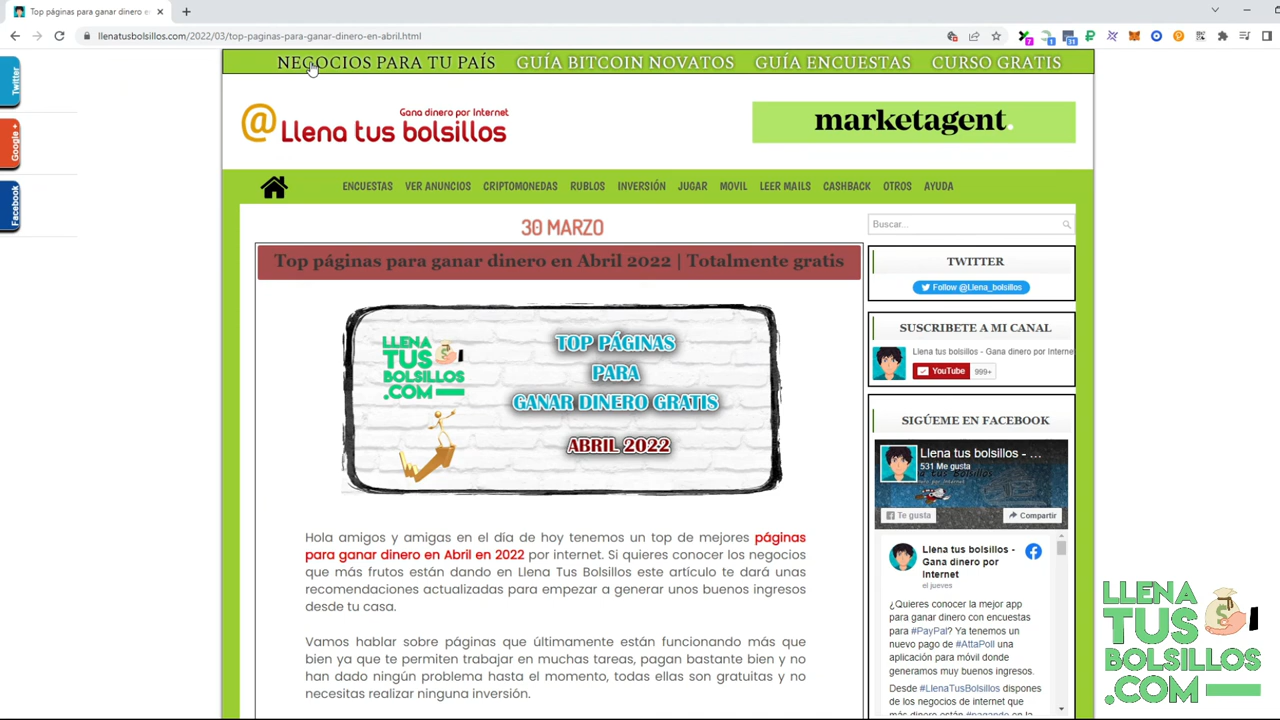 Top páginas para ganar dinero e
llenatusbolsillos.com/2022/03/top-paginas-para-ganar-dinero-en-abril.html
7
1
31
Twitter
Google +
Facebook
NEGOCIOS PARA TU PAÍS GUÍA BITCOIN NOVATOS GUÍA ENCUESTAS CURSO GRATIS
Gana dinero por Internet
@Llena tus bolsillos
marketagent.
ENCUESTAS VER ANUNCIOS CRIPTOMONEDAS RUBLOS INVERSIÓN JUGAR MOVIL LEER MAILS CASHBACK OTROS AYUDA
30 MARZO
Top páginas para ganar dinero en Abril 2022 | Totalmente gratis
LLENA
TUS
BOLSILLOS
.COM
TOP PÁGINAS
PARA
GANAR DINERO GRATIS
ABRIL 2022
Hola amigos y amigas en el día de hoy tenemos un top de mejores páginas
para ganar dinero en Abril en 2022 por internet. Si quieres conocer los negocios
que más frutos están dando en Llena Tus Bolsillos este artículo te dará unas
recomendaciones actualizadas para empezar a generar unos buenos ingresos
desde tu casa.
Vamos hablar sobre páginas que últimamente están funcionando más que
bien ya que te permiten trabajar en muchas tareas, pagan bastante bien y no
han dado ningún problema hasta el momento, todas ellas son gratuitas y no
necesitas realizar ninguna inversión.
Buscar...
TWITTER
Follow @Llena_bolsillos
SUSCRIBETE A MI CANAL
Llena tus bolsillos - Gana dinero por Interne
YouTube 999+
SIGÚEME EN FACEBOOK
Llena tus bolsillos - ...
531 Me gusta
Te gusta
Compartir
Llena tus bolsillos -
Gana dinero por
Internet
el jueves
¿Quieres conocer la mejor app
para ganar dinero con encuestas
para #PayPal? Ya tenemos un
nuevo pago de #AttaPoll una
aplicación para móvil donde
generamos muy buenos ingresos.
Desde #LlenaTusBolsillos dispones
de los negocios de internet que
más dinero están #pagando en la
LLENA
TUS
BOLSILLOS
.COM